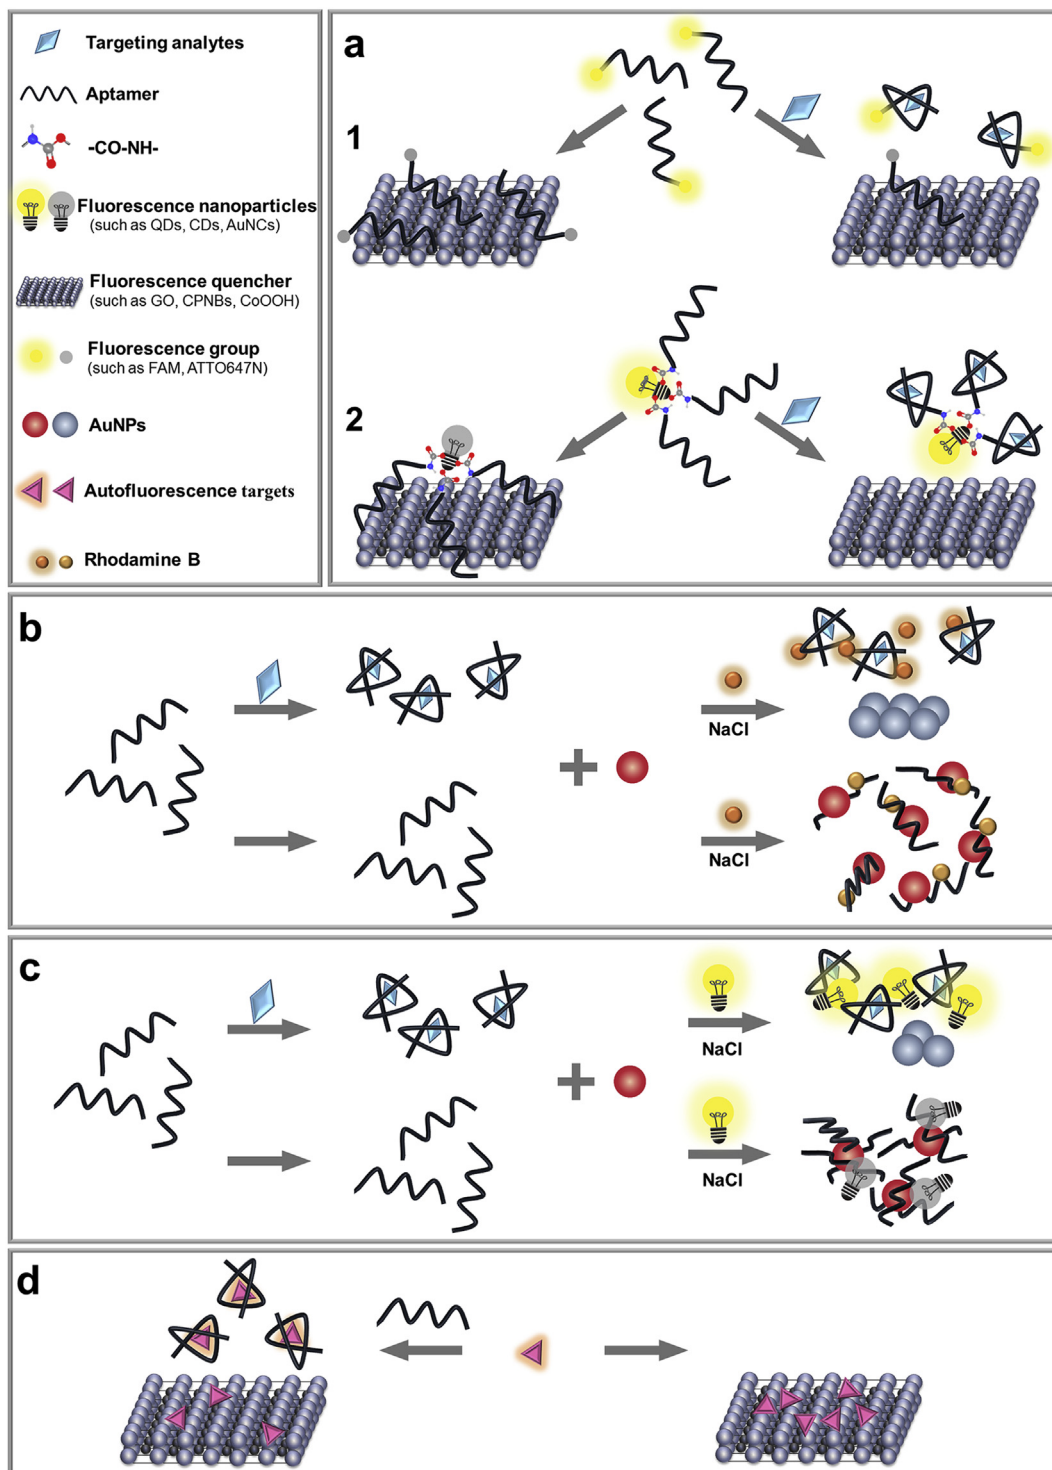 Targeting analytes
Aptamer
-CO-NH-
Fluorescence nanoparticles
(such as QDs, CDs, AuNCs)
Fluorescence quencher
(such as GO, CPNBs, CoOOH)
Fluorescence group
(such as FAM, ATTO647N)
AuNPs
Autofluorescence targets
Rhodamine B
a
1
2
b
NaCl
NaCl
c
NaCl
NaCl
d